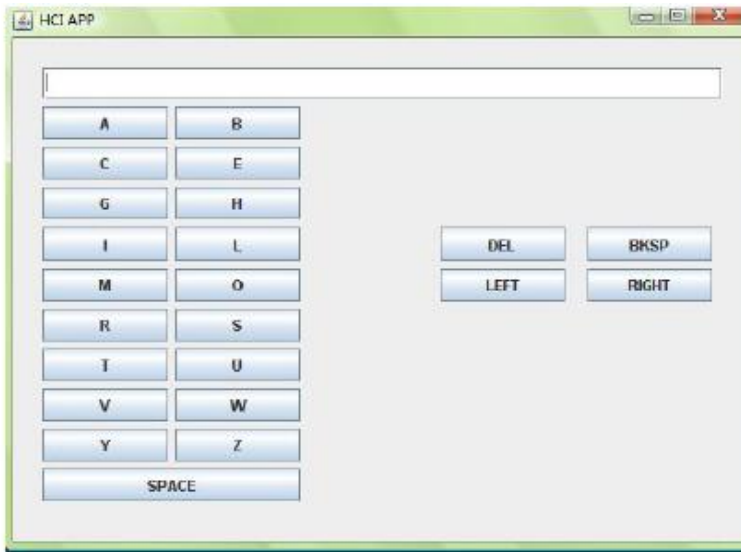 HCI APP
A B
C E
G H
I L DEL BKSP
M O LEFT RIGHT
R S
T U
V W
Y Z
SPACE